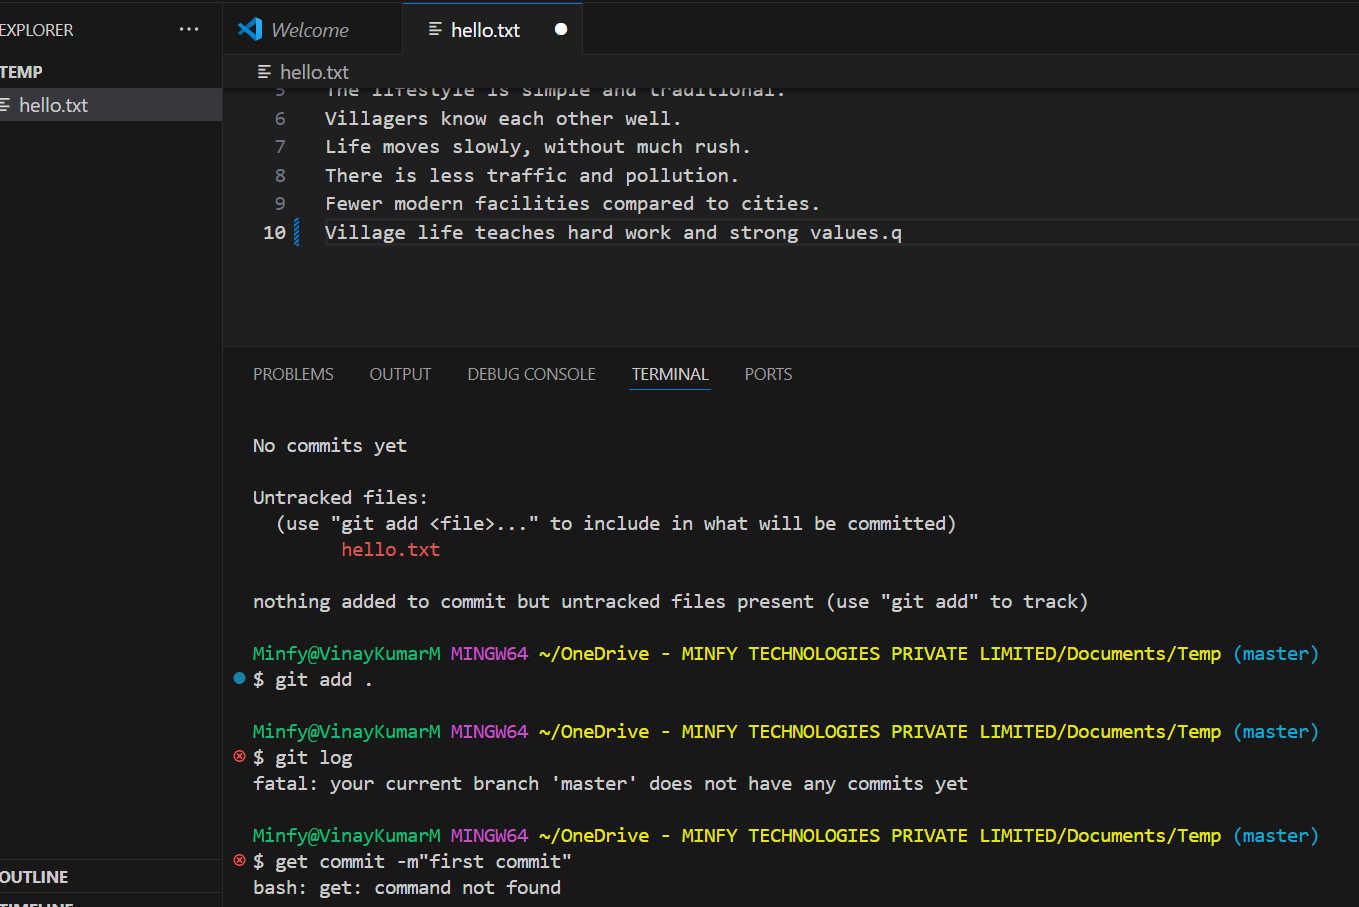 EXPLORER ...
Welcome
hello.txt
TEMP
hello.txt
hello.txt
5 The lifestyle is simple and traditional.
6 Villagers know each other well.
7 Life moves slowly, without much rush.
8 There is less traffic and pollution.
9 Fewer modern facilities compared to cities.
10 Village life teaches hard work and strong values.q
PROBLEMS OUTPUT DEBUG CONSOLE TERMINAL PORTS
No commits yet
Untracked files:
(use "git add <file>..." to include in what will be committed)
hello.txt
nothing added to commit but untracked files present (use "git add" to track)
Minfy@VinayKumarM MINGW64 ~/OneDrive - MINFY TECHNOLOGIES PRIVATE LIMITED/Documents/Temp (master)
$ git add .
Minfy@VinayKumarM MINGW64 ~/OneDrive - MINFY TECHNOLOGIES PRIVATE LIMITED/Documents/Temp (master)
$ git log
fatal: your current branch 'master' does not have any commits yet
Minfy@VinayKumarM MINGW64 ~/OneDrive - MINFY TECHNOLOGIES PRIVATE LIMITED/Documents/Temp (master)
$ get commit -m"first commit"
bash: get: command not found
OUTLINE
TIMELINE